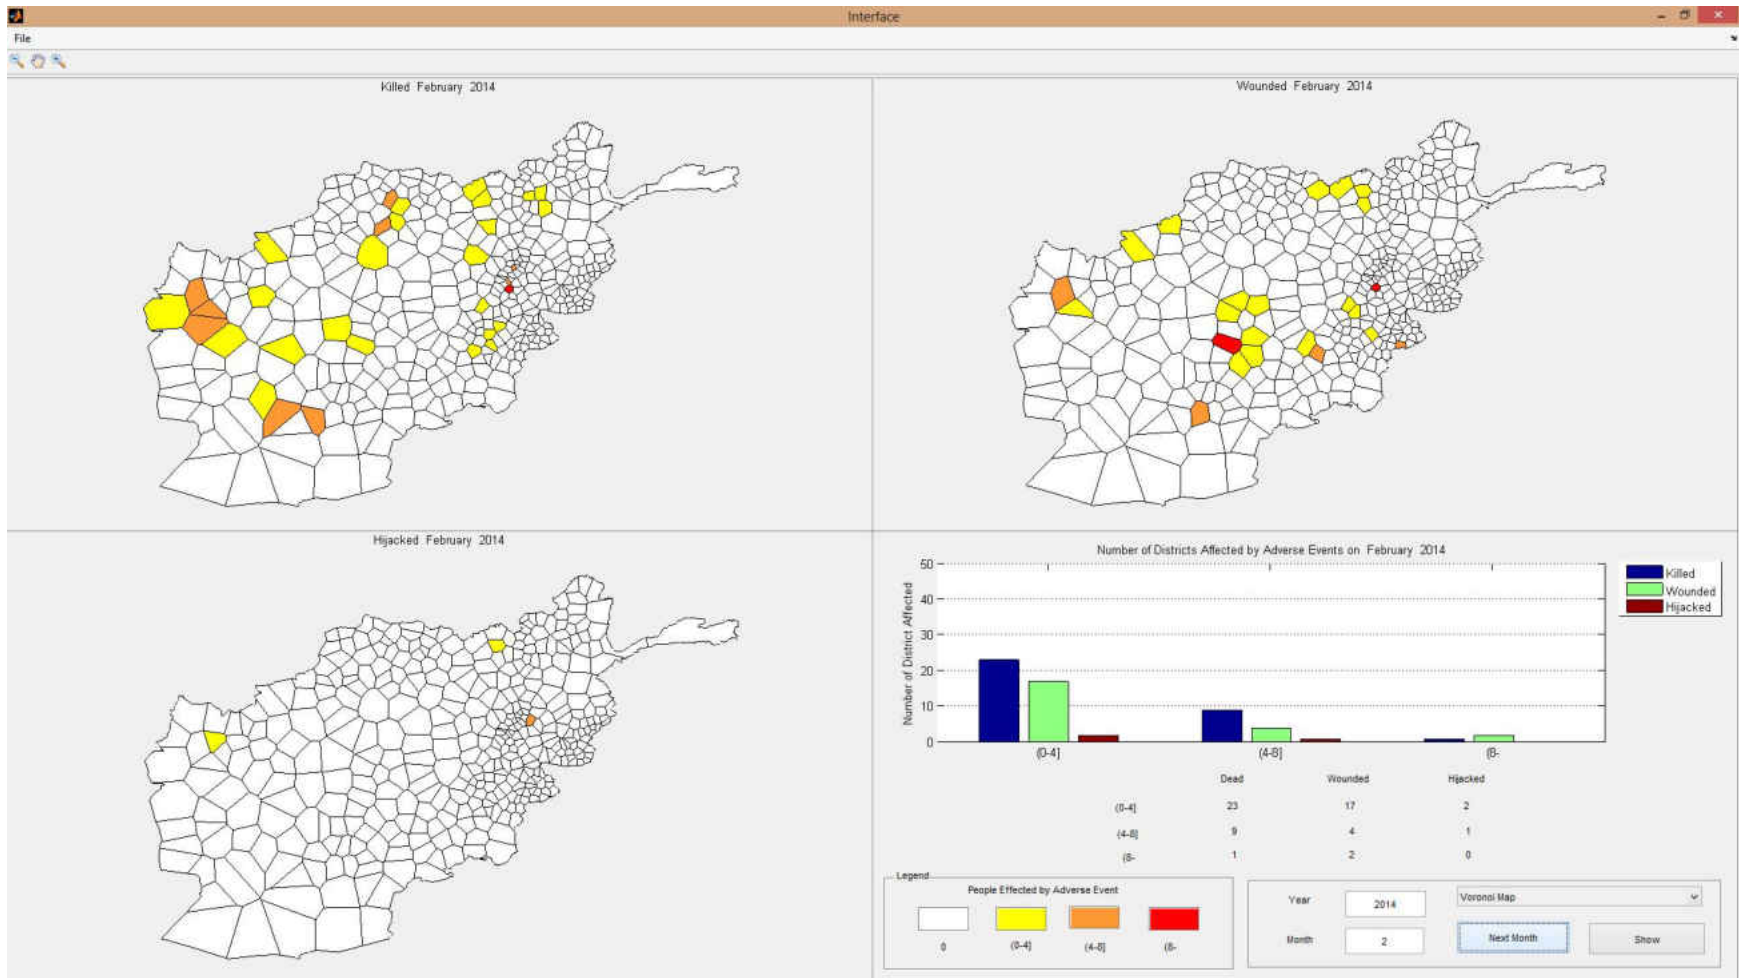 Interface
File
Killed February 2014
Wounded February 2014
Hijacked February 2014
Number of Districts Affected by Adverse Events on February 2014
Number of District Affected
50
40
30
20
10
0
(0-4]
(4-8]
(8-
Killed
Wounded
Hijacked
Dead Wounded Hijacked
(0-4] 23 17 2
(4-8] 9 4 1
(8- 1 2 0
Legend
People Effected by Adverse Event
0 (0-4] (4-8] (8-
Year 2014 Voronoi Map
Month 2 Next Month Show